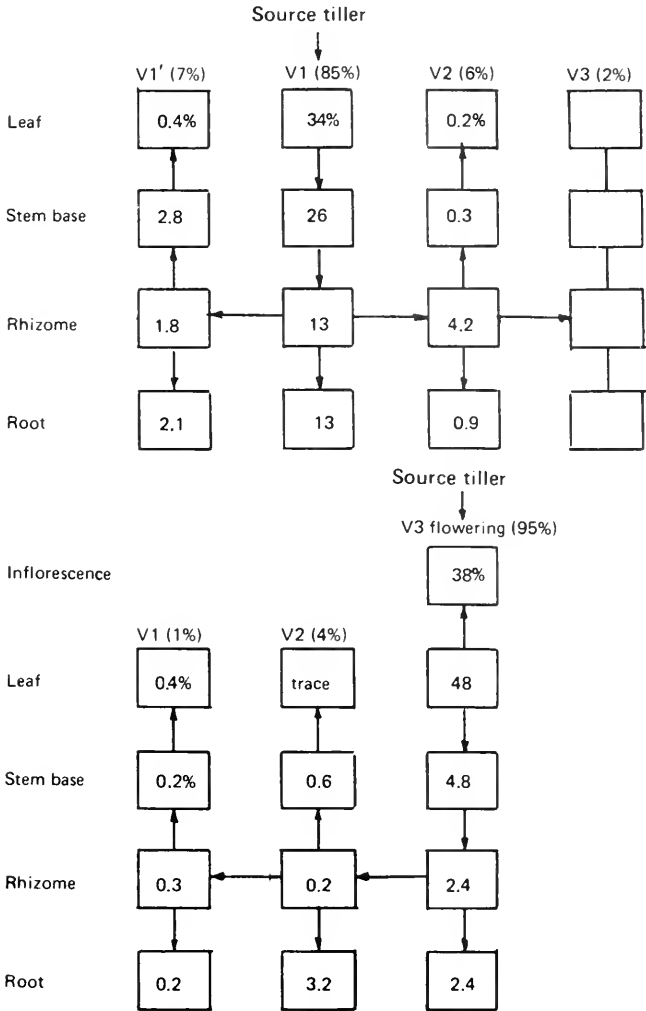 Source tiller
V1′ (7%) V1 (85%) V2 (6%) V3 (2%)
Leaf 0.4% 34% 0.2%
Stem base 2.8 26 0.3
Rhizome 1.8 13 4.2
Root 2.1 13 0.9
Source tiller
V3 flowering (95%)
Inflorescence 38%
V1 (1%) V2 (4%)
Leaf 0.4% trace 48
Stem base 0.2% 0.6 4.8
Rhizome 0.3 0.2 2.4
Root 0.2 3.2 2.4